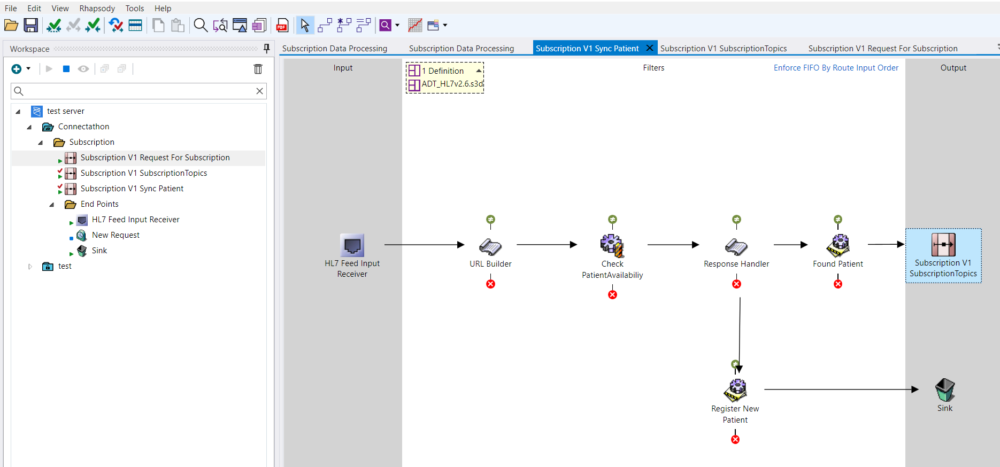 File Edit View Rhapsody Tools Help
Workspace
Subscription Data Processing
Subscription Data Processing
Subscription V1 Sync Patient
Subscription V1 SubscriptionTopics
Subscription V1 Request For Subscription
test server
Connectathon
Subscription
Subscription V1 Request For Subscription
Subscription V1 SubscriptionTopics
Subscription V1 Sync Patient
End Points
HL7 Feed Input Receiver
New Request
Sink
test
Input
1 Definition
ADT_HL7v2.6.s3d
Filters
Enforce FIFO By Route Input Order
Output
HL7 Feed Input
Receiver
URL Builder
Check
PatientAvailabiliy
Response Handler
Found Patient
Subscription V1
SubscriptionTopics
Register New
Patient
Sink
PDF